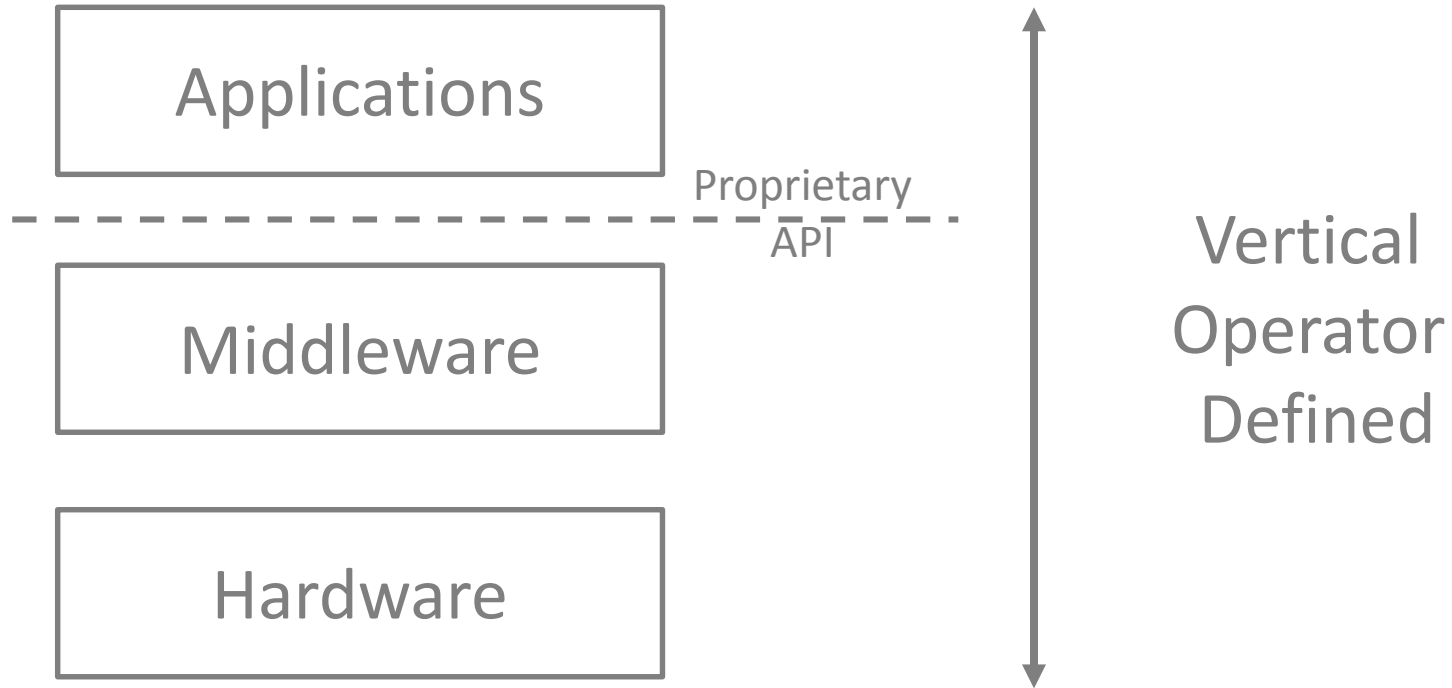 Applications
Proprietary
API
Middleware
Hardware
Vertical
Operator
Defined